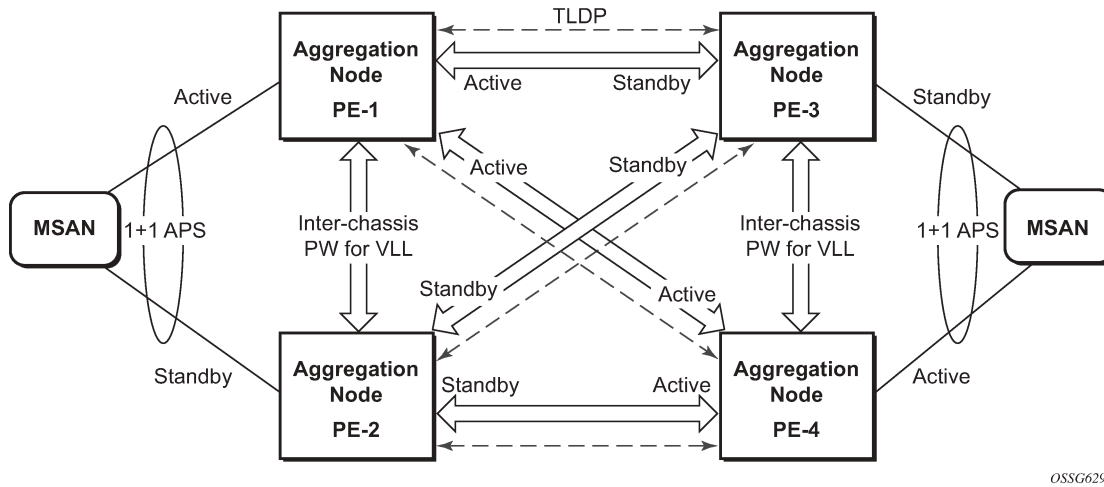 TLDP
Aggregation
Node
PE-1
Active
Standby
Aggregation
Node
PE-3
Active
Standby
Active
Standby
MSAN
1+1 APS
Inter-chassis
PW for VLL
Inter-chassis
PW for VLL
1+1 APS
MSAN
Standby
Active
Standby
Active
Aggregation
Node
PE-2
Standby
Active
Aggregation
Node
PE-4
OSSG629